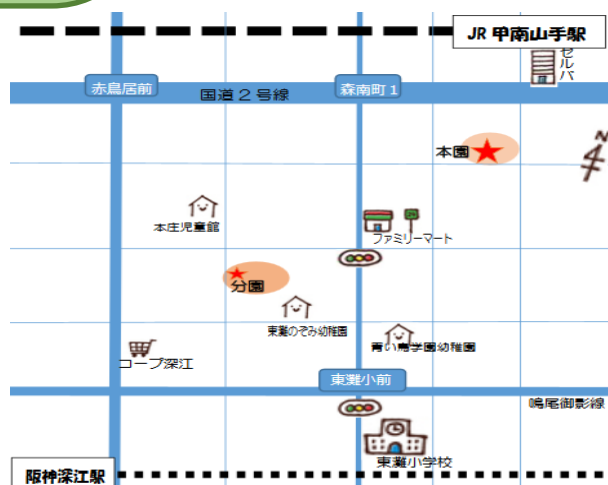 JR 甲南山手駅
セルバ
赤鳥居前
国道２号線
森南町１
本園
N
本庄児童館
ファミリーマート
分園
東灘のぞみ幼稚園
青い鳥学園幼稚園
コープ深江
東灘小前
鳴尾御影線
東灘小学校
阪神深江駅